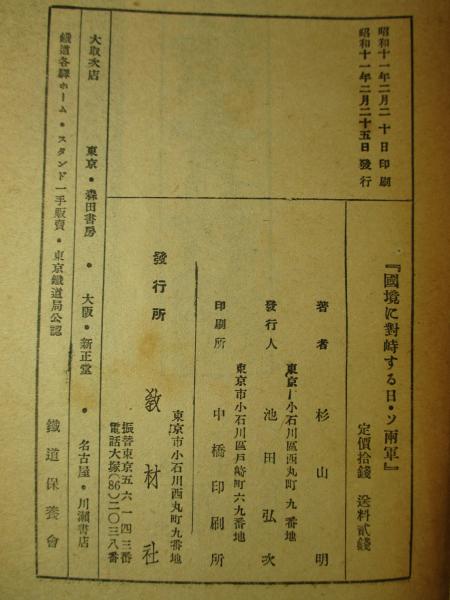 昭和十一年二月二十日印刷
昭和十一年二月二十五日發行
『國境に對峙する日・ソ兩軍』
定價拾錢 送料貳錢
著者 杉山明
東京 小石川區西丸町九番地
發行人 池田弘次
東京市小石川區戸崎町六九番地
印刷所 中橋印刷所
發行所
東京市小石川西丸町九番地
敎材社
振替東京五六一四三番
電話大塚(86)二〇三八番
大取次店 東京・森田書房・大阪・新正堂・名古屋・川瀨書店
鐵道各驛ホーム・スタンド一手販賣・東京鐵道局公認 鐵道保養會